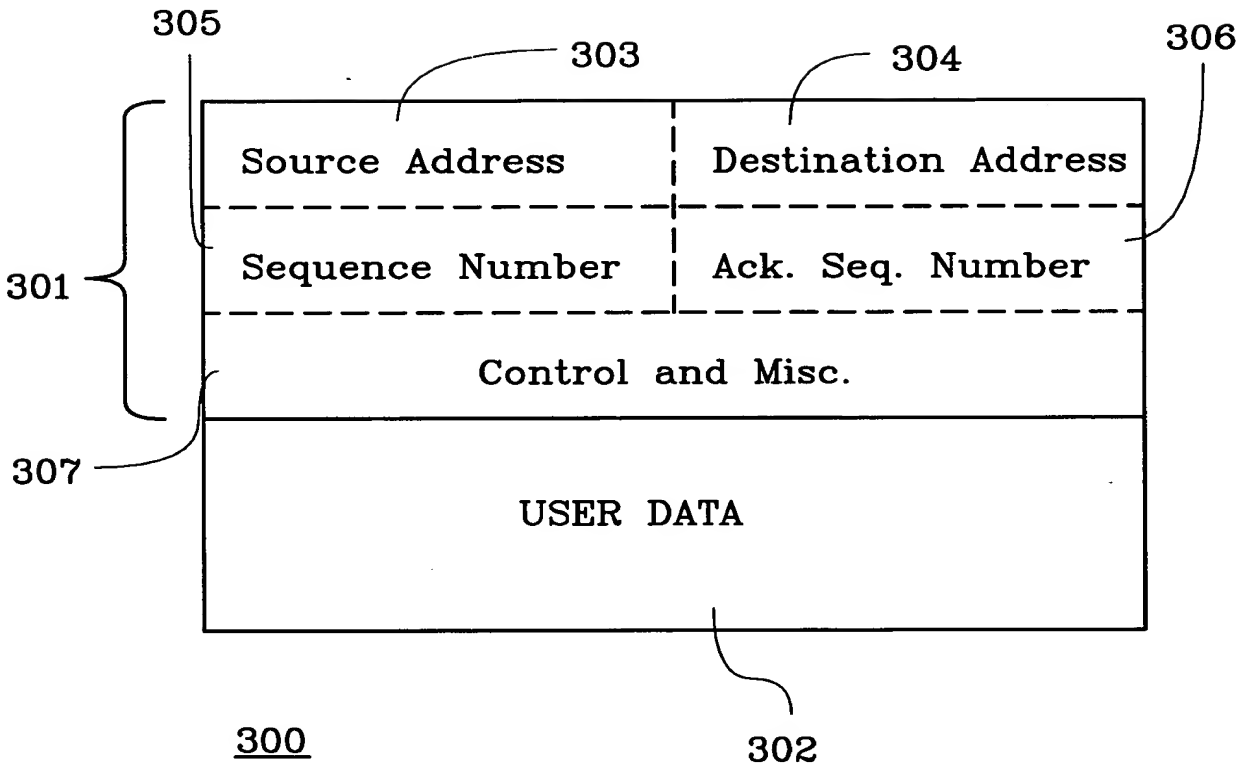 305
303
304
306
Source Address
Destination Address
Sequence Number
Ack. Seq. Number
301
Control and Misc.
307
USER DATA
300
302